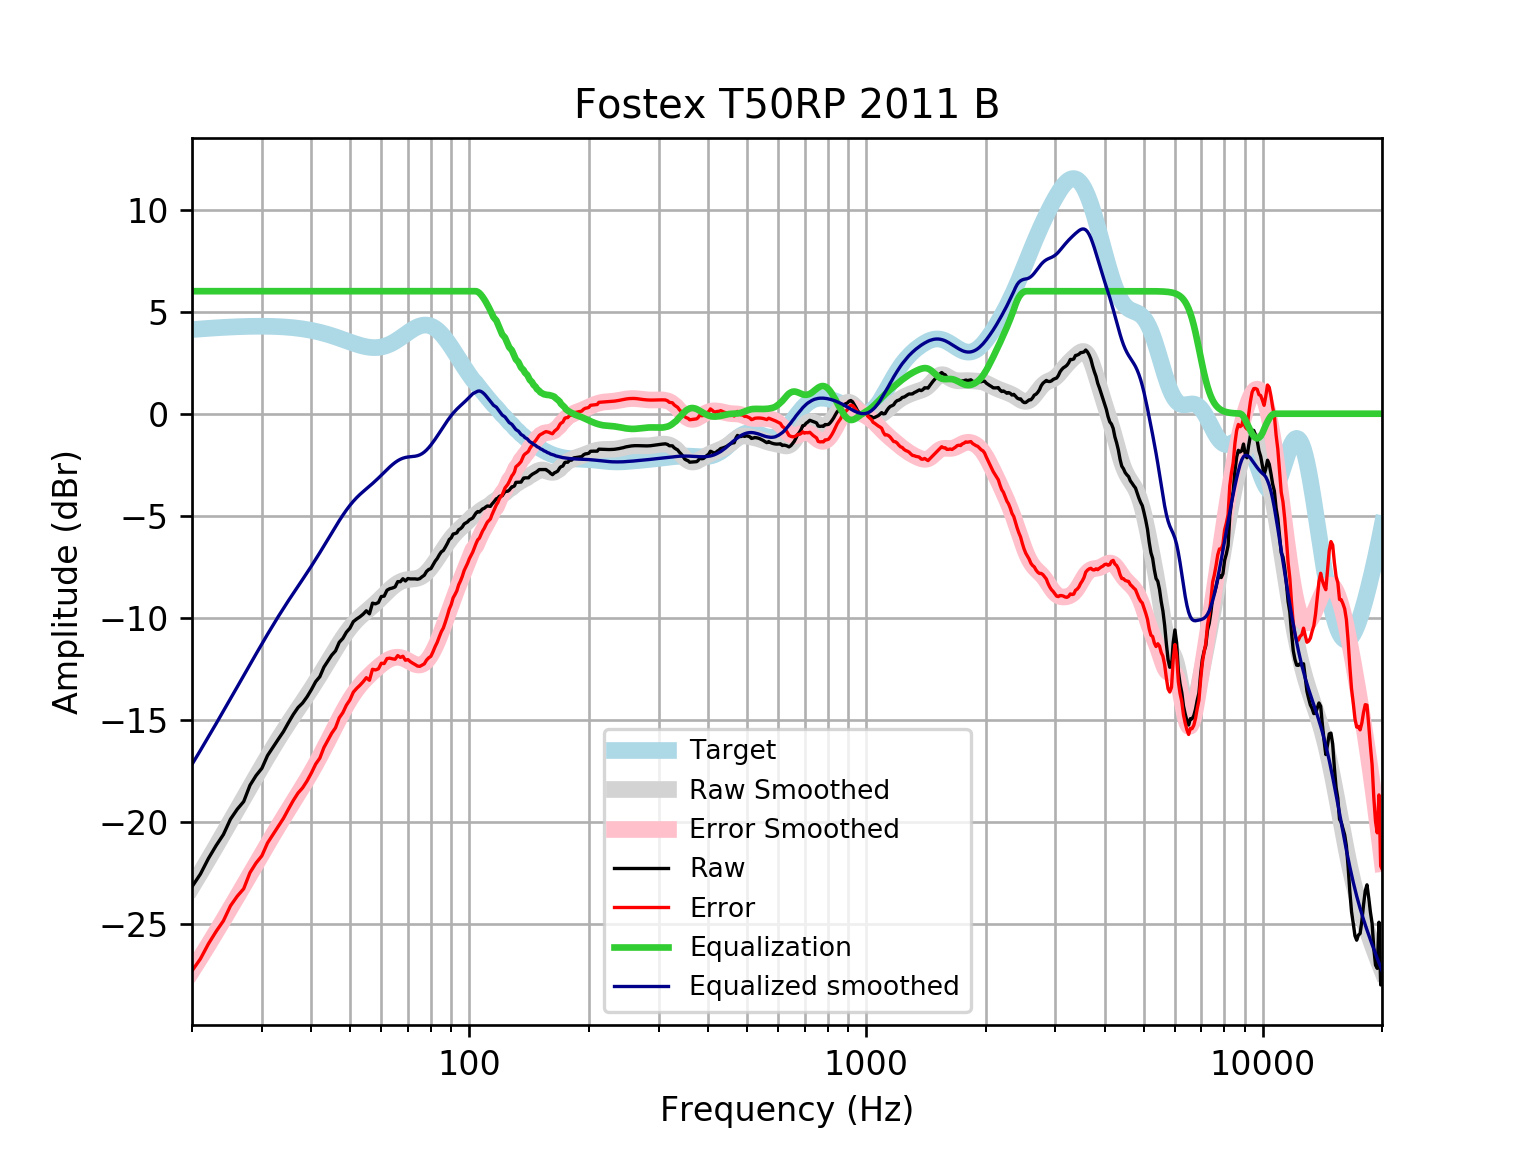 Fostex T50RP 2011 B
10
5
0
−5
−10
−15
−20
−25
Amplitude (dBr)
Target
Raw Smoothed
Error Smoothed
Raw
Error
Equalization
Equalized smoothed
100 1000 10000
Frequency (Hz)